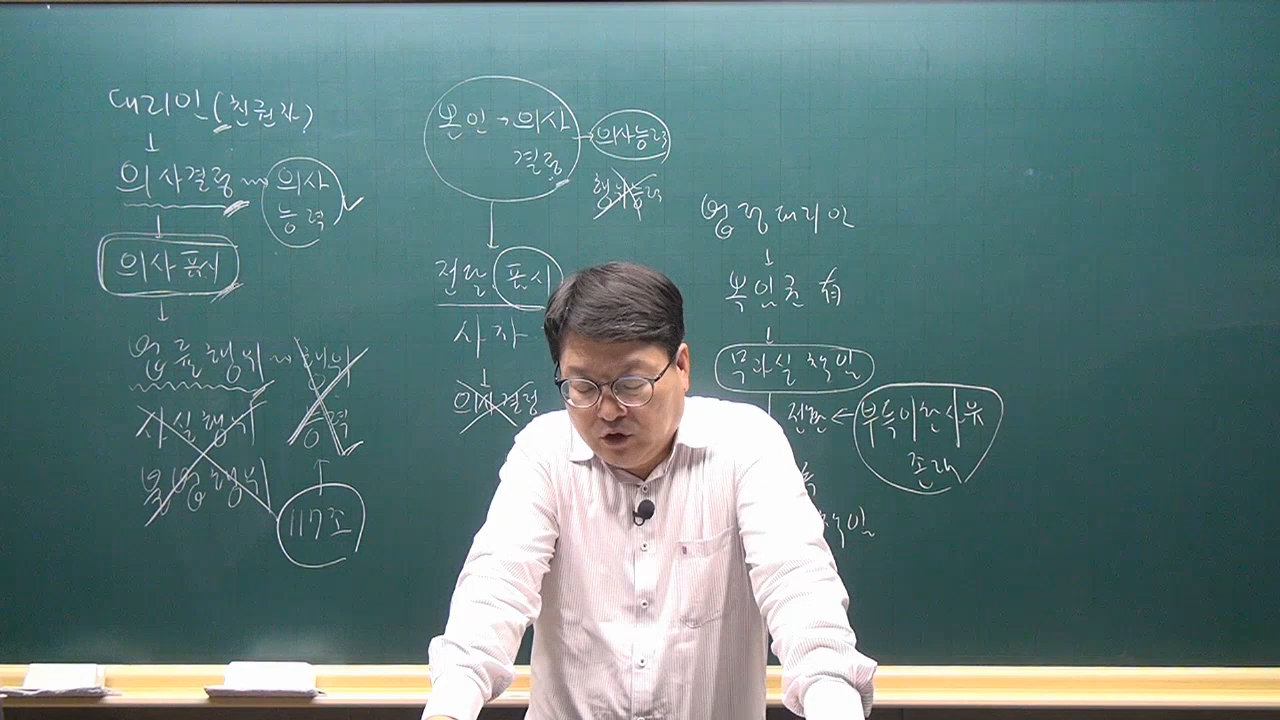 대리인(친권자)
↓
의사결정 ~ 의사
능력 ✓
↓
의사표시
↓
법률행위 ~ 행위
능력 ✓
사실행위
불법행위
↑
117조
본인 → 의사
결정
→ 의사능력
행위능력
↓
전달 표시
사자
↓
의사결정
법정대리인
↓
복임권 有
↓
무과실 책임
전환 ← 부득이한 사유
존재
책임